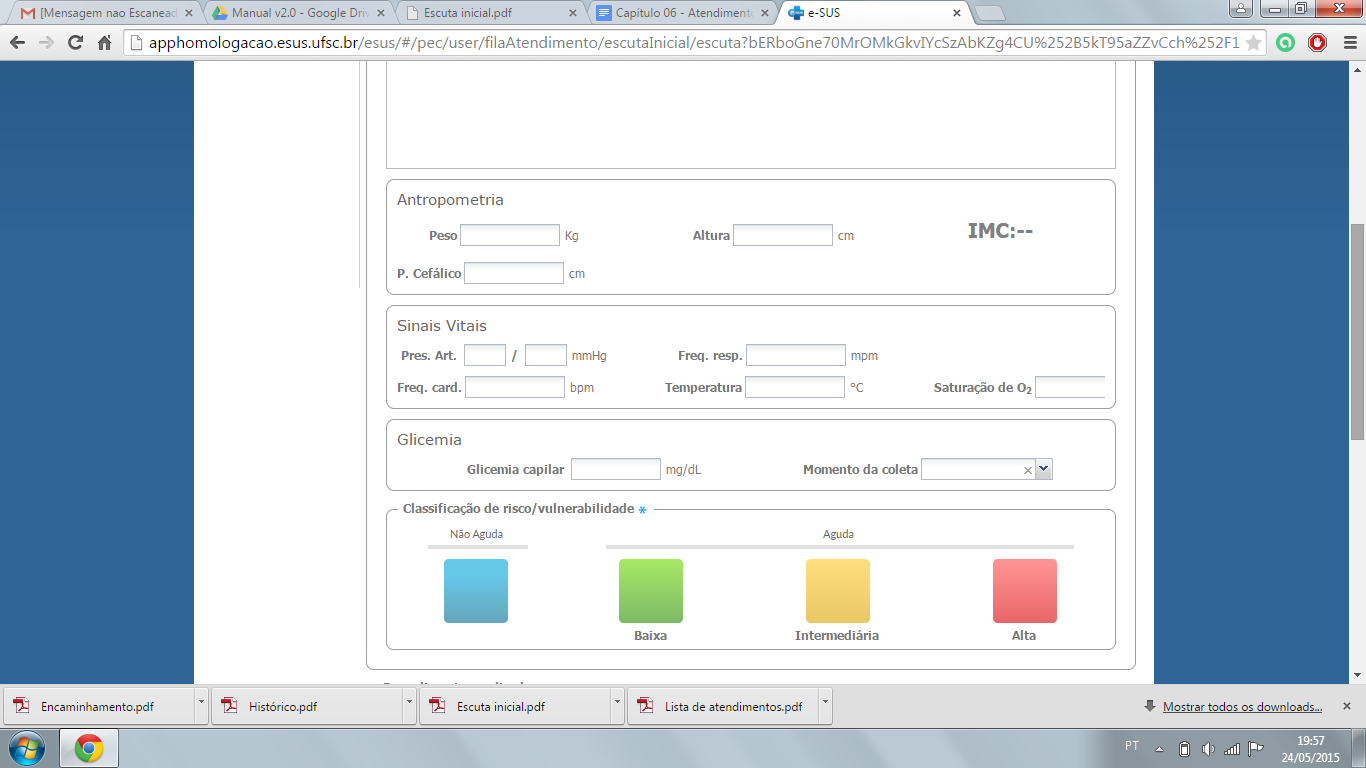 [Mensagem nao Escanead
Manual v2.0 - Google Driv
Escuta inicial.pdf
Capítulo 06 - Atendiment
e-SUS
apphomologacao.esus.ufsc.br/esus/#/pec/user/filaAtendimento/escutaInicial/escuta?bERboGne70MrOMkGkvIYcSzAbKZg4CU%252B5kT95aZZvCch%252F1
Antropometria
Peso Kg Altura cm IMC:--
P. Cefálico cm
Sinais Vitais
Pres. Art. / mmHg Freq. resp. mpm
Freq. card. bpm Temperatura °C Saturação de O₂
Glicemia
Glicemia capilar mg/dL Momento da coleta
Classificação de risco/vulnerabilidade *
Não Aguda Aguda
Baixa Intermediária Alta
Encaminhamento.pdf Histórico.pdf Escuta inicial.pdf Lista de atendimentos.pdf Mostrar todos os downloads...
PT 19:57
24/05/2015